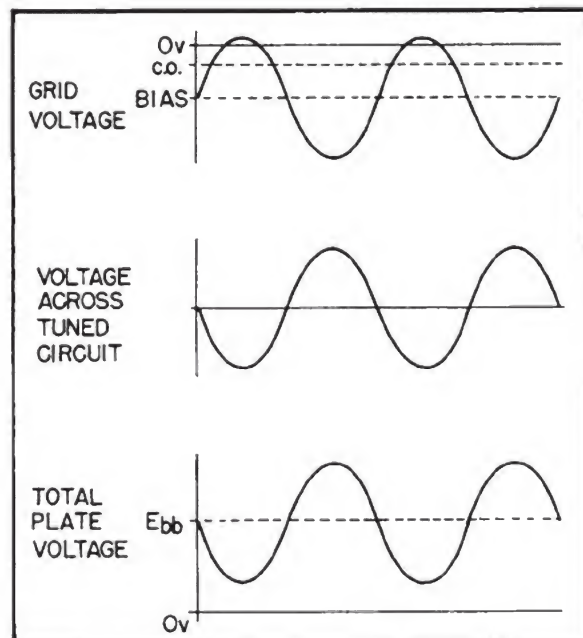 Ov
c.o.
GRID
VOLTAGE
BIAS
VOLTAGE
ACROSS
TUNED
CIRCUIT
TOTAL
PLATE
VOLTAGE
Ebb
Ov